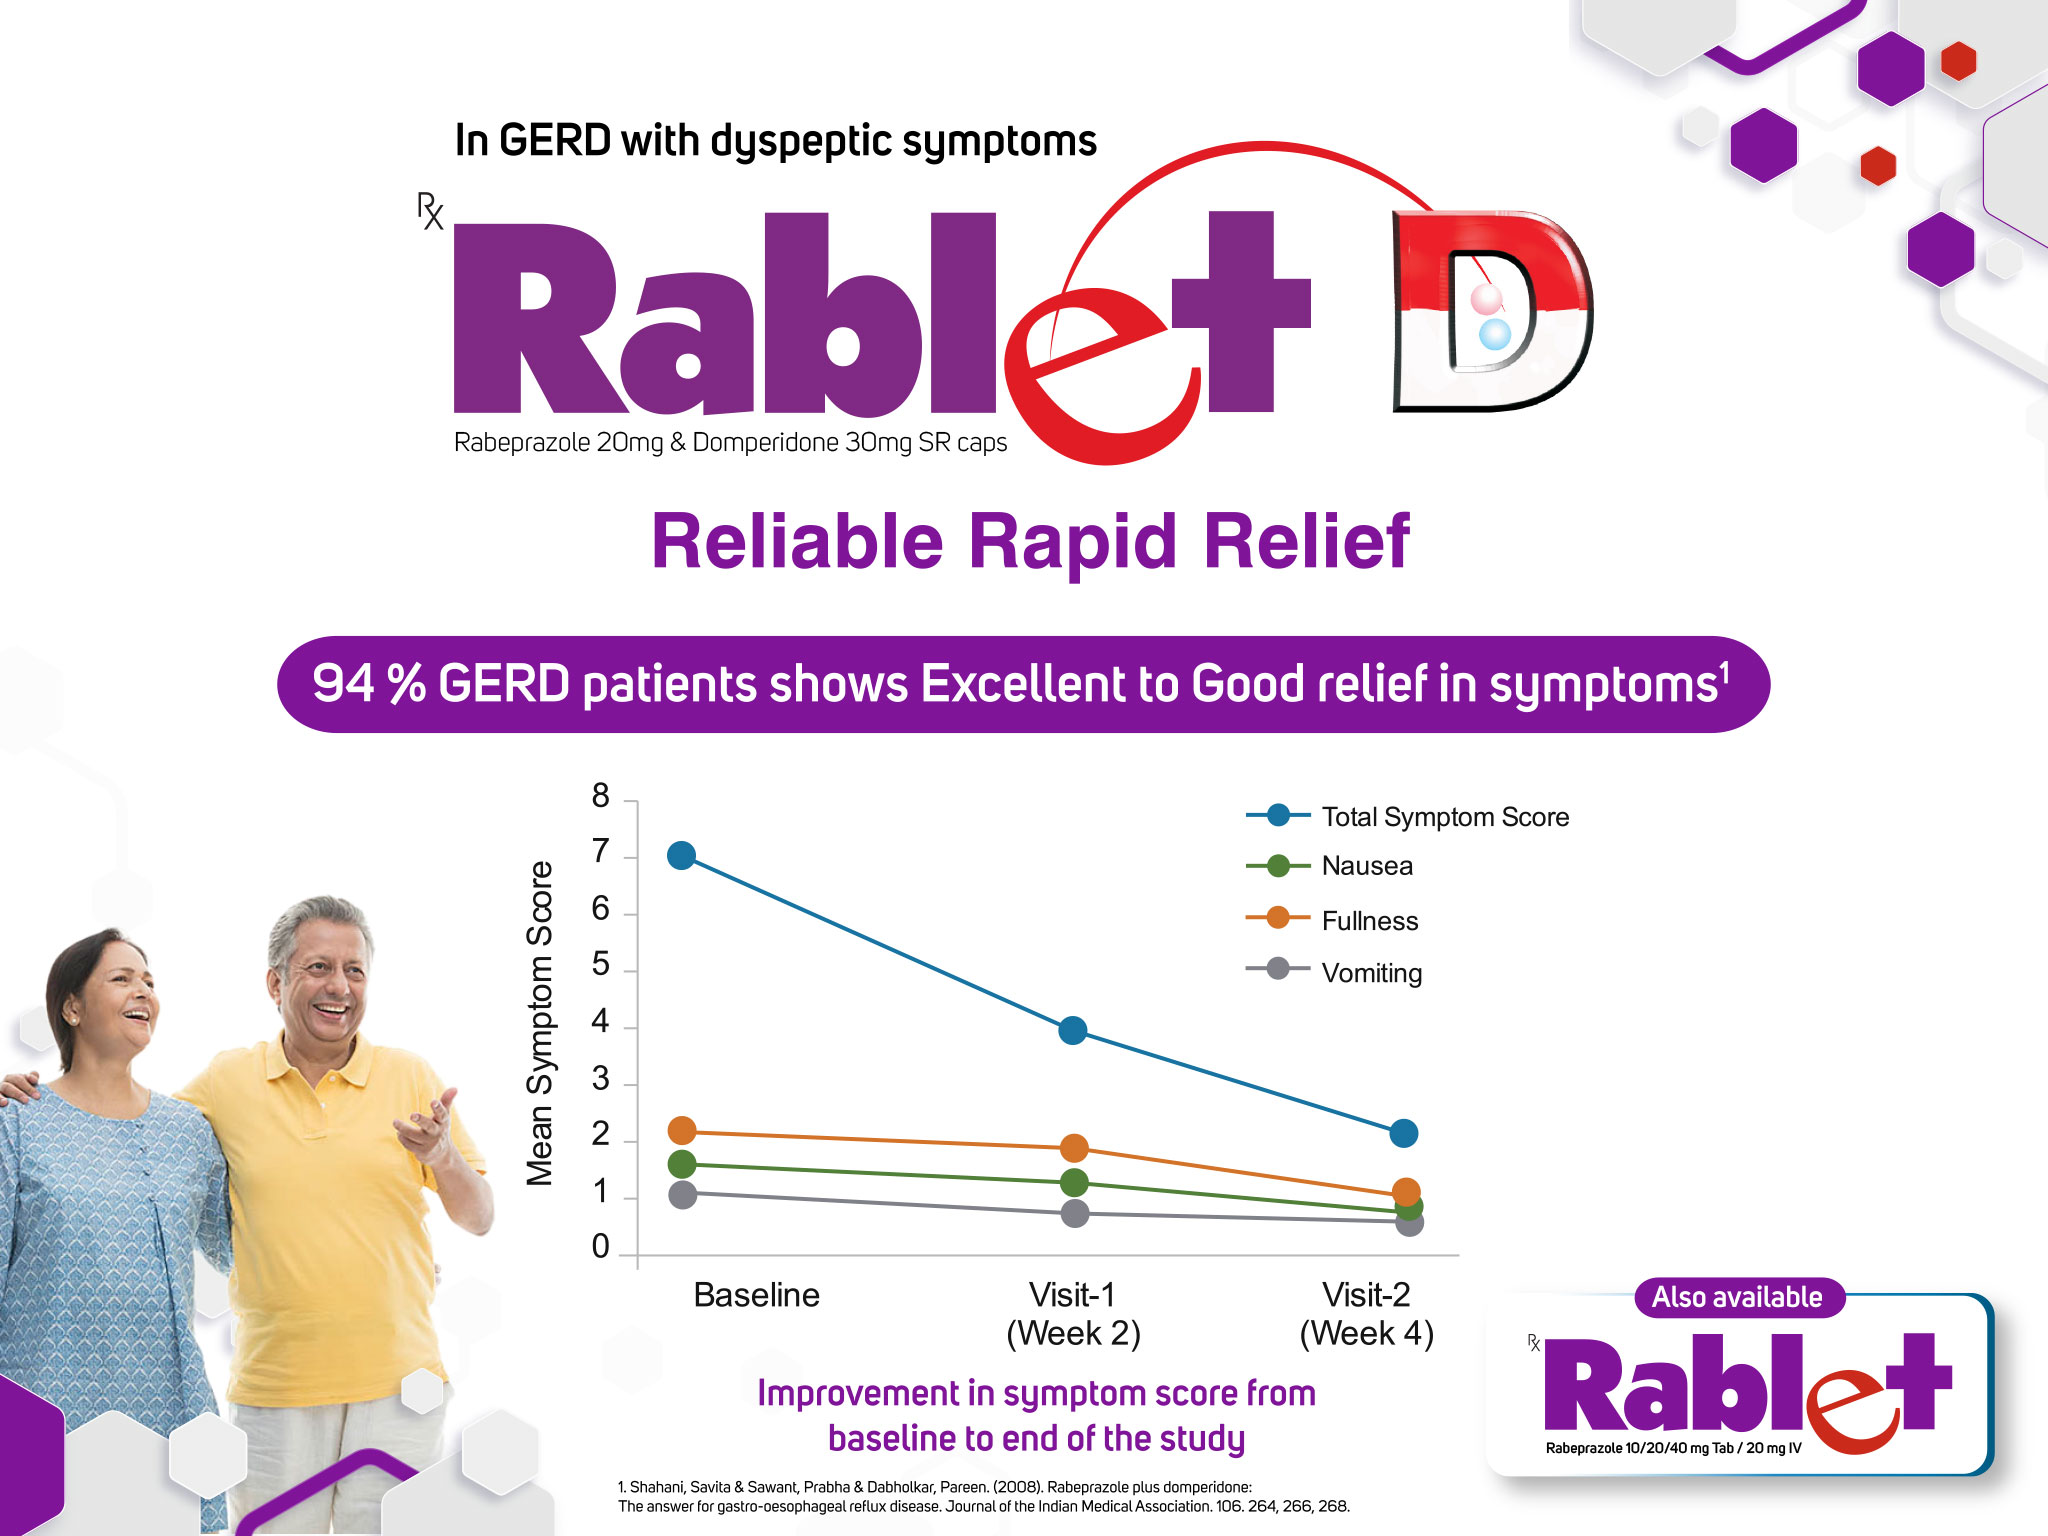 In GERD with dyspeptic symptoms
Rx
Rablet D
Rabeprazole 20mg & Domperidone 30mg SR caps
Reliable Rapid Relief
94 % GERD patients shows Excellent to Good relief in symptoms¹
Mean Symptom Score
8
7
6
5
4
3
2
1
0
Total Symptom Score
Nausea
Fullness
Vomiting
Baseline
Visit-1
(Week 2)
Visit-2
(Week 4)
Improvement in symptom score from
baseline to end of the study
1. Shahani, Savita & Sawant, Prabha & Dabholkar, Pareen. (2008). Rabeprazole plus domperidone:
The answer for gastro-oesophageal reflux disease. Journal of the Indian Medical Association. 106. 264, 266, 268.
Also available
Rx
Rablet
Rabeprazole 10/20/40 mg Tab / 20 mg IV